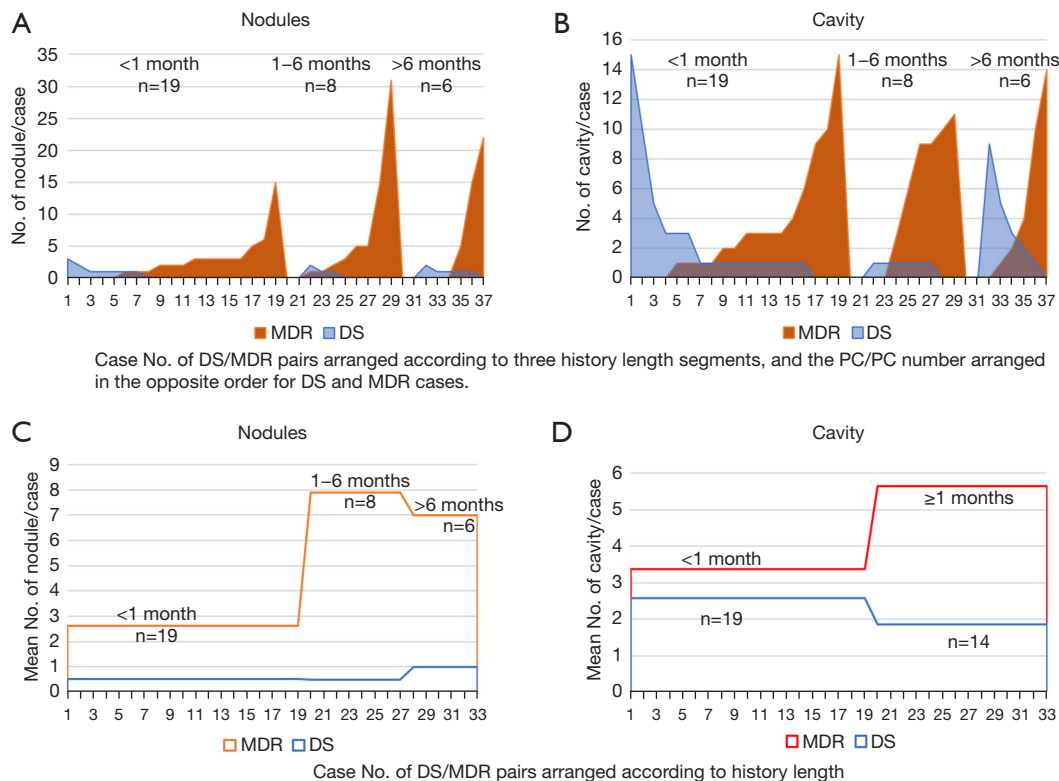 A
Nodules
No. of nodule/case
35
30
25
20
15
10
5
0
<1 month
n=19
1–6 months
n=8
>6 months
n=6
1 3 5 7 9 11 13 15 17 19 21 23 25 27 29 31 33 35 37
MDR DS
B
Cavity
No. of cavity/case
16
14
12
10
8
6
4
2
0
<1 month
n=19
1–6 months
n=8
>6 months
n=6
1 3 5 7 9 11 13 15 17 19 21 23 25 27 29 31 33 35 37
MDR DS
Case No. of DS/MDR pairs arranged according to three history length segments, and the PC/PC number arranged
in the opposite order for DS and MDR cases.
C
Nodules
Mean No. of nodule/case
9
8
7
6
5
4
3
2
1
0
<1 month
n=19
1–6 months
n=8
>6 months
n=6
1 3 5 7 9 11 13 15 17 19 21 23 25 27 29 31 33
MDR DS
D
Cavity
Mean No. of cavity/case
6
5
4
3
2
1
0
<1 month
n=19
≥1 months
n=14
1 3 5 7 9 11 13 15 17 19 21 23 25 27 29 31 33
MDR DS
Case No. of DS/MDR pairs arranged according to history length